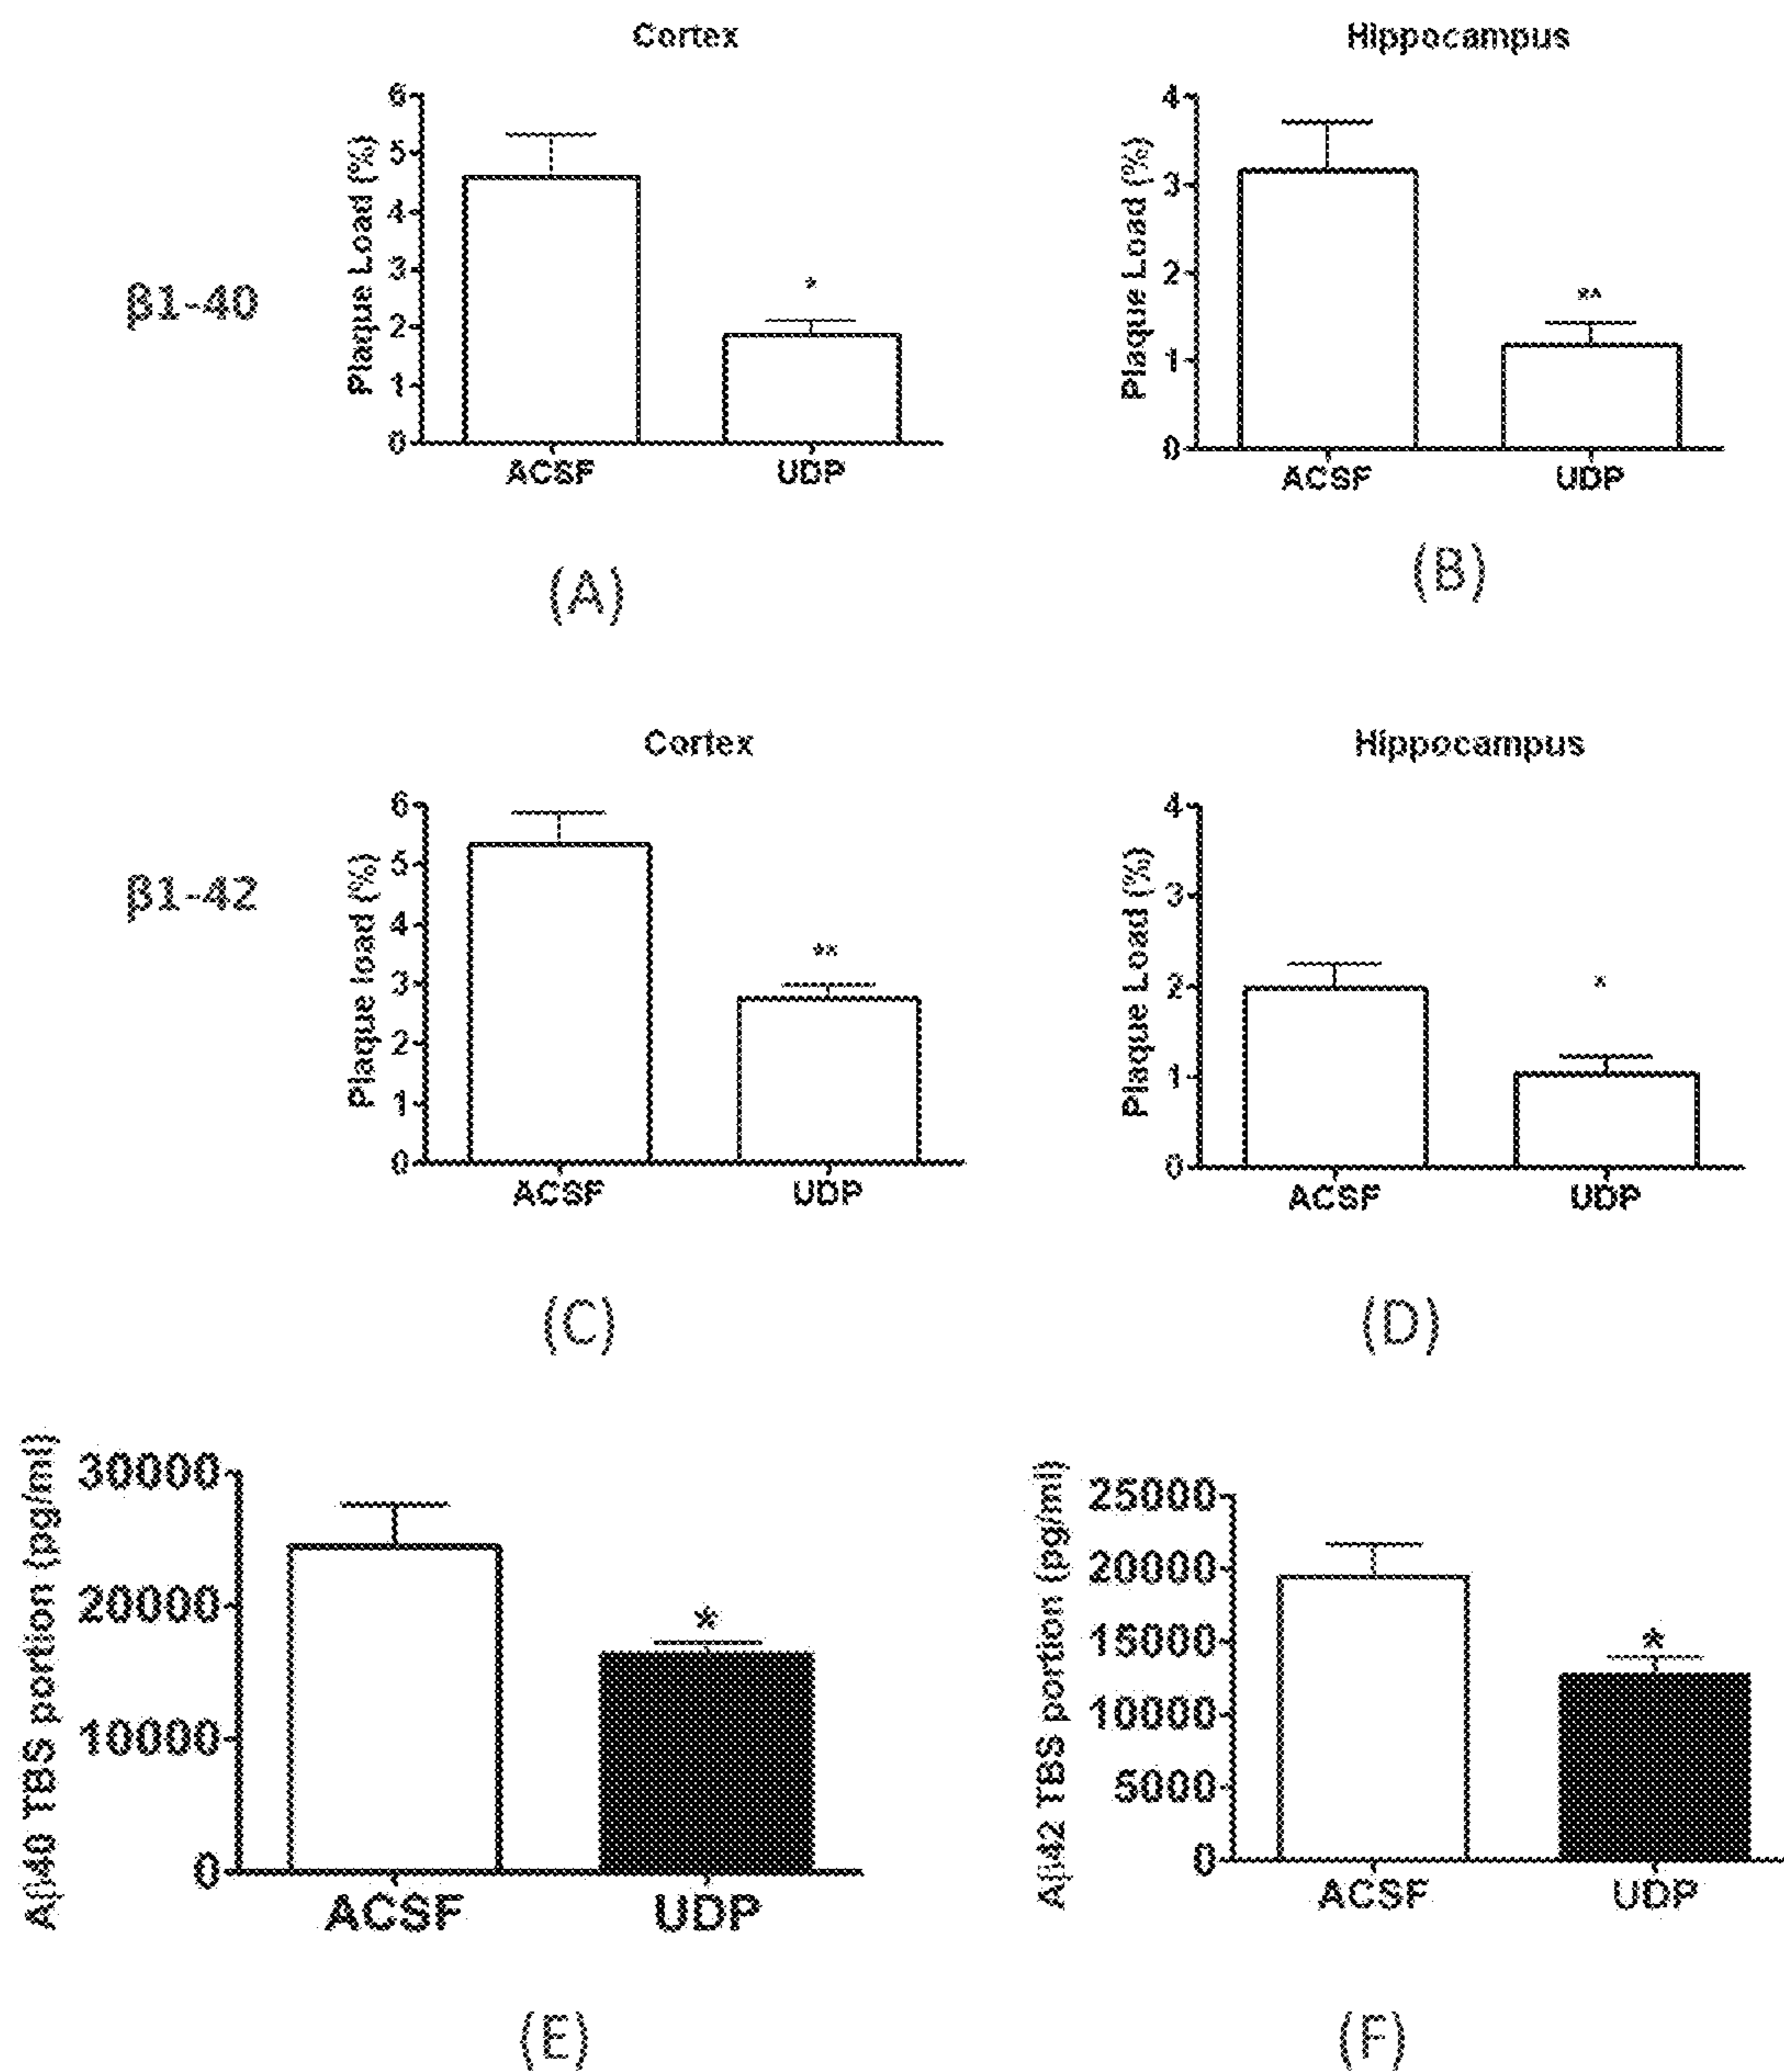 Cortex
Hippocampus
β1-40
Plaque Load (%)
6
5
4
3
2
1
0
*
ACSF
UDP
Plaque Load (%)
4
3
2
1
0
**
ACSF
UDP
(A)
(B)
Cortex
Hippocampus
β1-42
Plaque load (%)
6
5
4
3
2
1
0
**
ACSF
UDP
Plaque Load (%)
4
3
2
1
0
*
ACSF
UDP
(C)
(D)
Aβ40 TBS portion (pg/ml)
30000
20000
10000
0
*
ACSF
UDP
Aβ42 TBS portion (pg/ml)
25000
20000
15000
10000
5000
0
*
ACSF
UDP
(E)
(F)